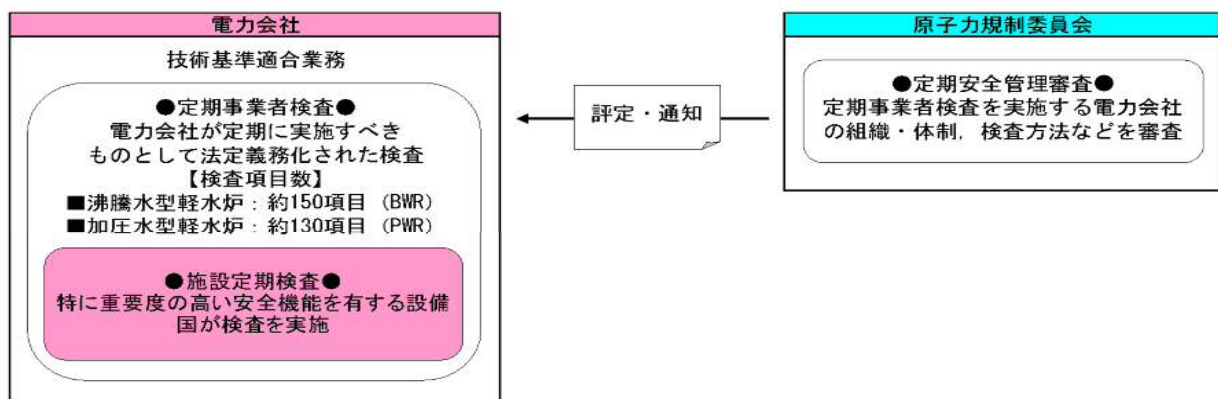 電力会社
技術基準適合業務
●定期事業者検査●
電力会社が定期に実施すべき
ものとして法定義務化された検査
【検査項目数】
■沸騰水型軽水炉：約150項目 (BWR)
■加圧水型軽水炉：約130項目 (PWR)
●施設定期検査●
特に重要度の高い安全機能を有する設備
国が検査を実施
評定・通知
原子力規制委員会
●定期安全管理審査●
定期事業者検査を実施する電力会社
の組織・体制，検査方法などを審査